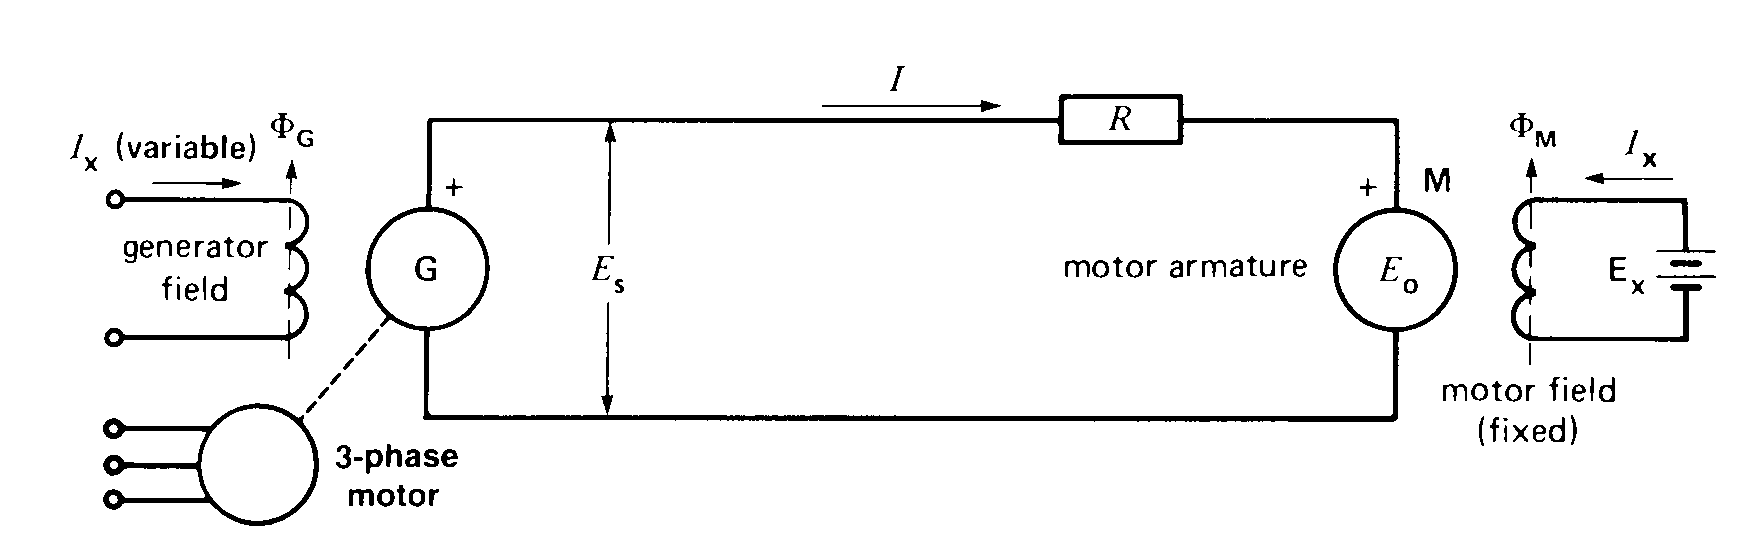 I
R
Φ_G
Φ_M
I_x (variable)
I_x
+
+
M
generator
field
G
E_s
motor armature
E_o
E_x
motor field
(fixed)
3-phase
motor